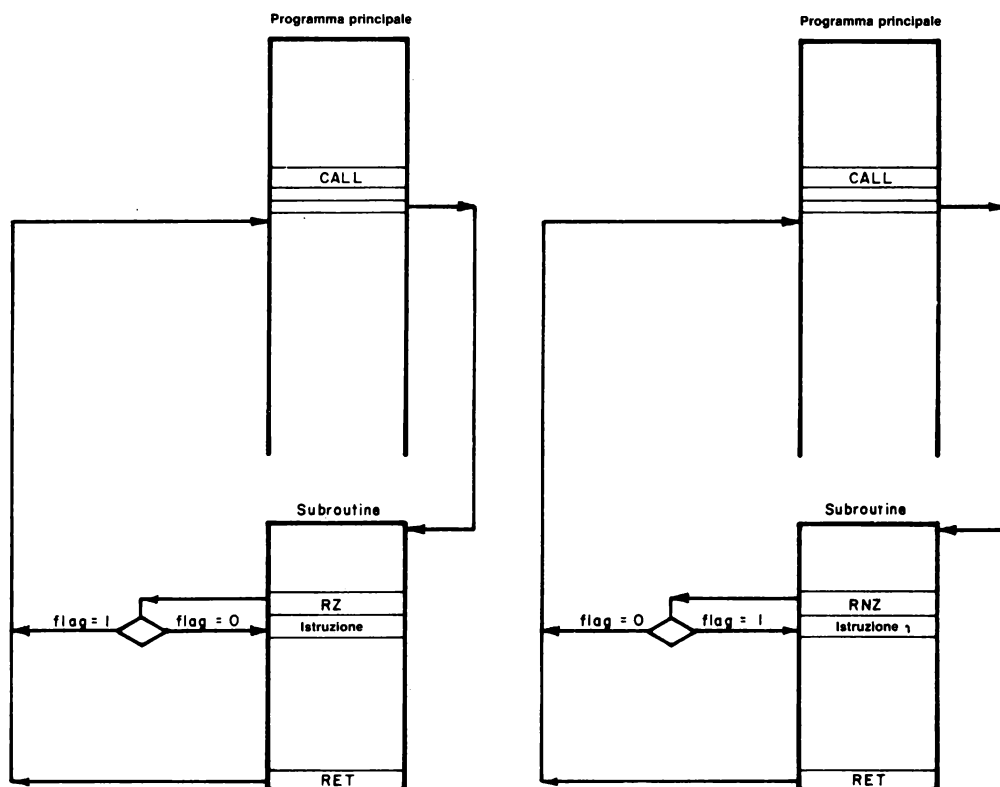 Programma principale
CALL
Subroutine
RZ
flag = 1
flag = 0
Istruzione
RET
Programma principale
CALL
Subroutine
RNZ
flag = 0
flag = 1
Istruzione
RET